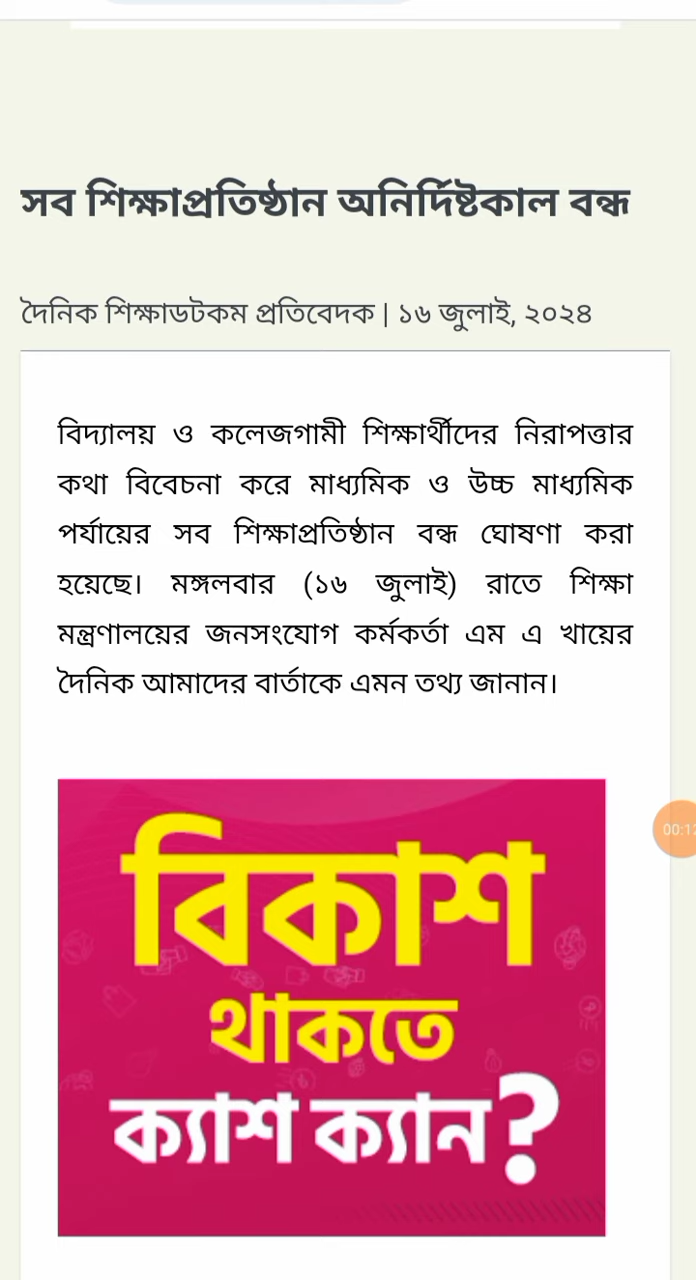 সব শিক্ষাপ্রতিষ্ঠান অনির্দিষ্টকাল বন্ধ
দৈনিক শিক্ষাডটকম প্রতিবেদক | ১৬ জুলাই, ২০২৪
বিদ্যালয় ও কলেজগামী শিক্ষার্থীদের নিরাপত্তার
কথা বিবেচনা করে মাধ্যমিক ও উচ্চ মাধ্যমিক
পর্যায়ের সব শিক্ষাপ্রতিষ্ঠান বন্ধ ঘোষণা করা
হয়েছে। মঙ্গলবার (১৬ জুলাই) রাতে শিক্ষা
মন্ত্রণালয়ের জনসংযোগ কর্মকর্তা এম এ খায়ের
দৈনিক আমাদের বার্তাকে এমন তথ্য জানান।
বিকাশ
থাকতে
ক্যাশ ক্যান?
00:12